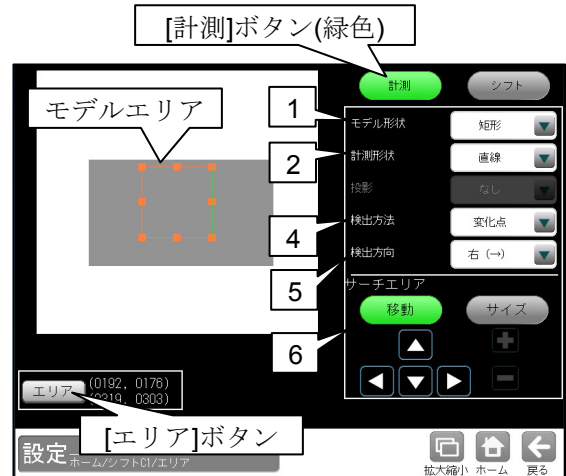 [計測]ボタン(緑色)
計測
シフト
モデルエリア
1
モデル形状
矩形
2
計測形状
直線
投影
なし
4
検出方法
変化点
5
検出方向
右 (→)
サーチエリア
6
移動
サイズ
エリア
(0192, 0176)
(0319, 0303)
[エリア]ボタン
設定
ホーム/シフトC1/エリア
拡大縮小
ホーム
戻る